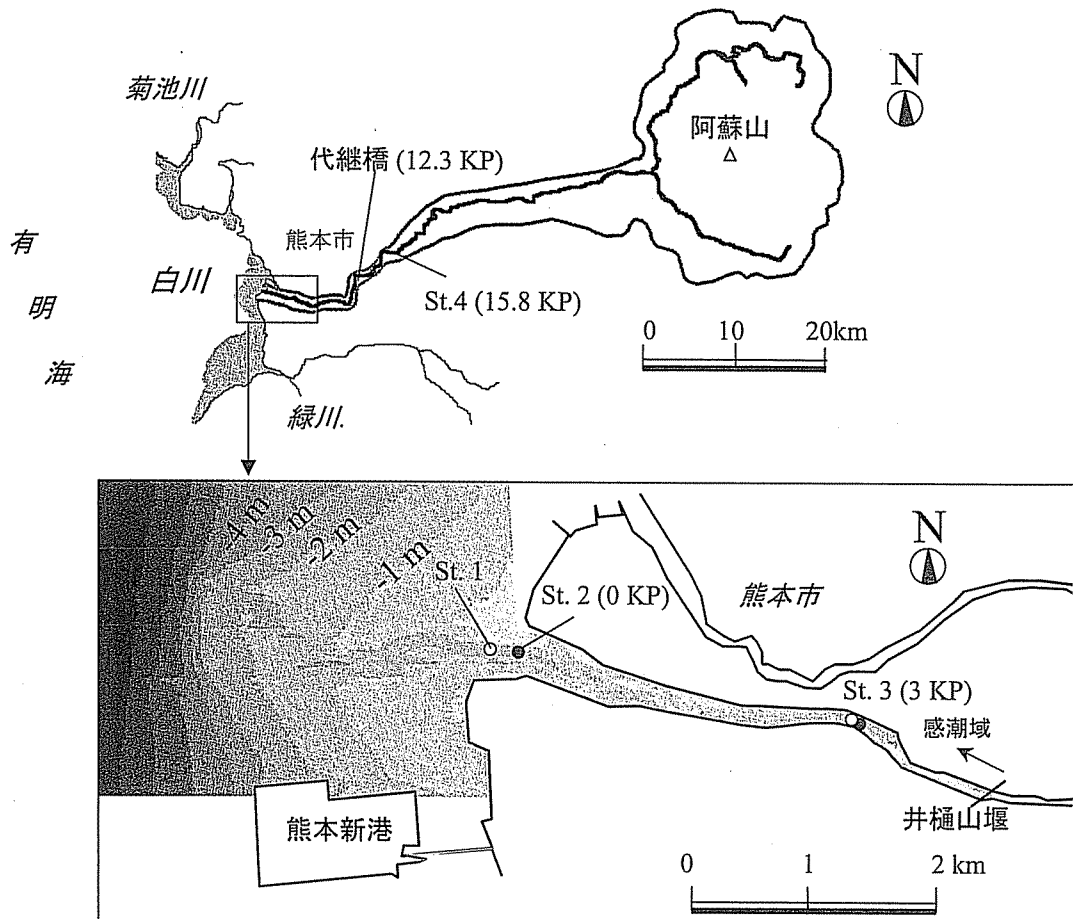 菊池川
N
阿蘇山
代継橋 (12.3 KP)
有明海
熊本市
白川
St.4 (15.8 KP)
0 10 20km
緑川.
-4 m
-3 m
-2 m
-1 m
St. 1
St. 2 (0 KP)
N
熊本市
St. 3 (3 KP)
感潮域
井樋山堰
熊本新港
0 1 2 km